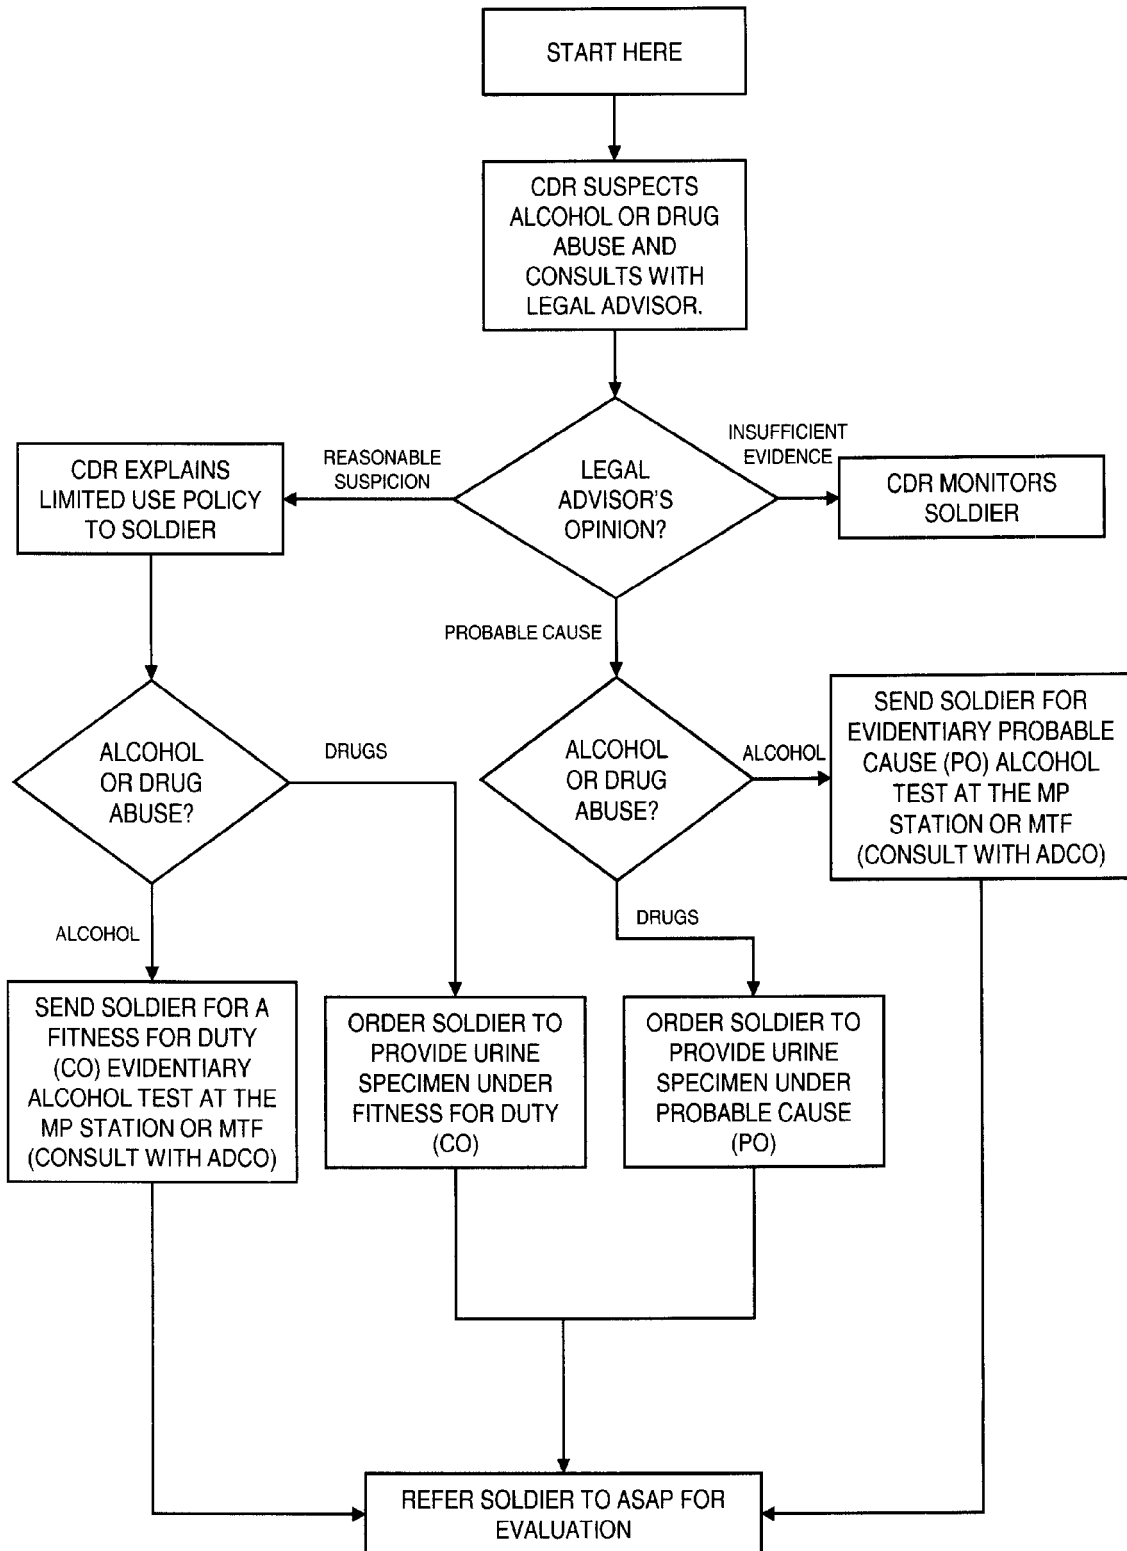 START HERE
CDR SUSPECTS
ALCOHOL OR DRUG
ABUSE AND
CONSULTS WITH
LEGAL ADVISOR.
LEGAL
ADVISOR'S
OPINION?
REASONABLE
SUSPICION
INSUFFICIENT
EVIDENCE
CDR EXPLAINS
LIMITED USE POLICY
TO SOLDIER
CDR MONITORS
SOLDIER
PROBABLE CAUSE
ALCOHOL
OR DRUG
ABUSE?
DRUGS
ALCOHOL
ALCOHOL
OR DRUG
ABUSE?
ALCOHOL
DRUGS
SEND SOLDIER FOR
EVIDENTIARY PROBABLE
CAUSE (PO) ALCOHOL
TEST AT THE MP
STATION OR MTF
(CONSULT WITH ADCO)
SEND SOLDIER FOR A
FITNESS FOR DUTY
(CO) EVIDENTIARY
ALCOHOL TEST AT THE
MP STATION OR MTF
(CONSULT WITH ADCO)
ORDER SOLDIER TO
PROVIDE URINE
SPECIMEN UNDER
FITNESS FOR DUTY
(CO)
ORDER SOLDIER TO
PROVIDE URINE
SPECIMEN UNDER
PROBABLE CAUSE
(PO)
REFER SOLDIER TO ASAP FOR
EVALUATION